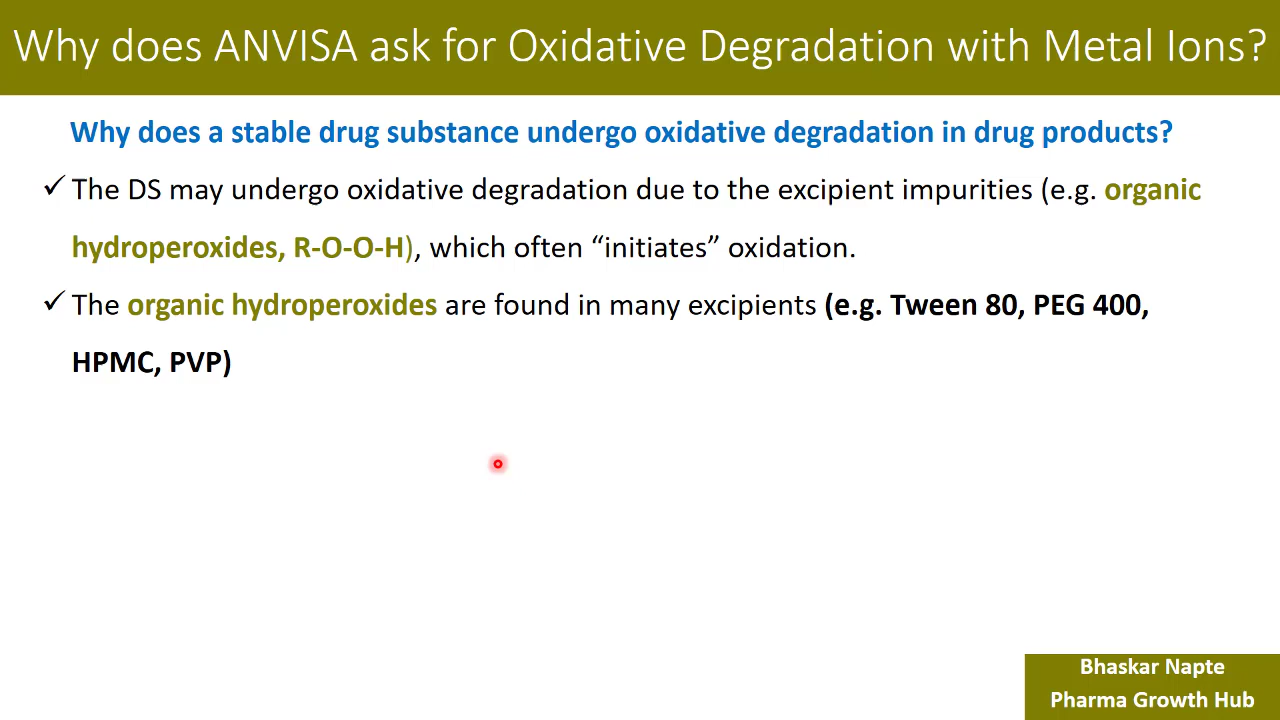 Why does ANVISA ask for Oxidative Degradation with Metal Ions?
Why does a stable drug substance undergo oxidative degradation in drug products?
✓ The DS may undergo oxidative degradation due to the excipient impurities (e.g. organic
hydroperoxides, R-O-O-H), which often “initiates” oxidation.
✓ The organic hydroperoxides are found in many excipients (e.g. Tween 80, PEG 400,
HPMC, PVP)
Bhaskar Napte
Pharma Growth Hub